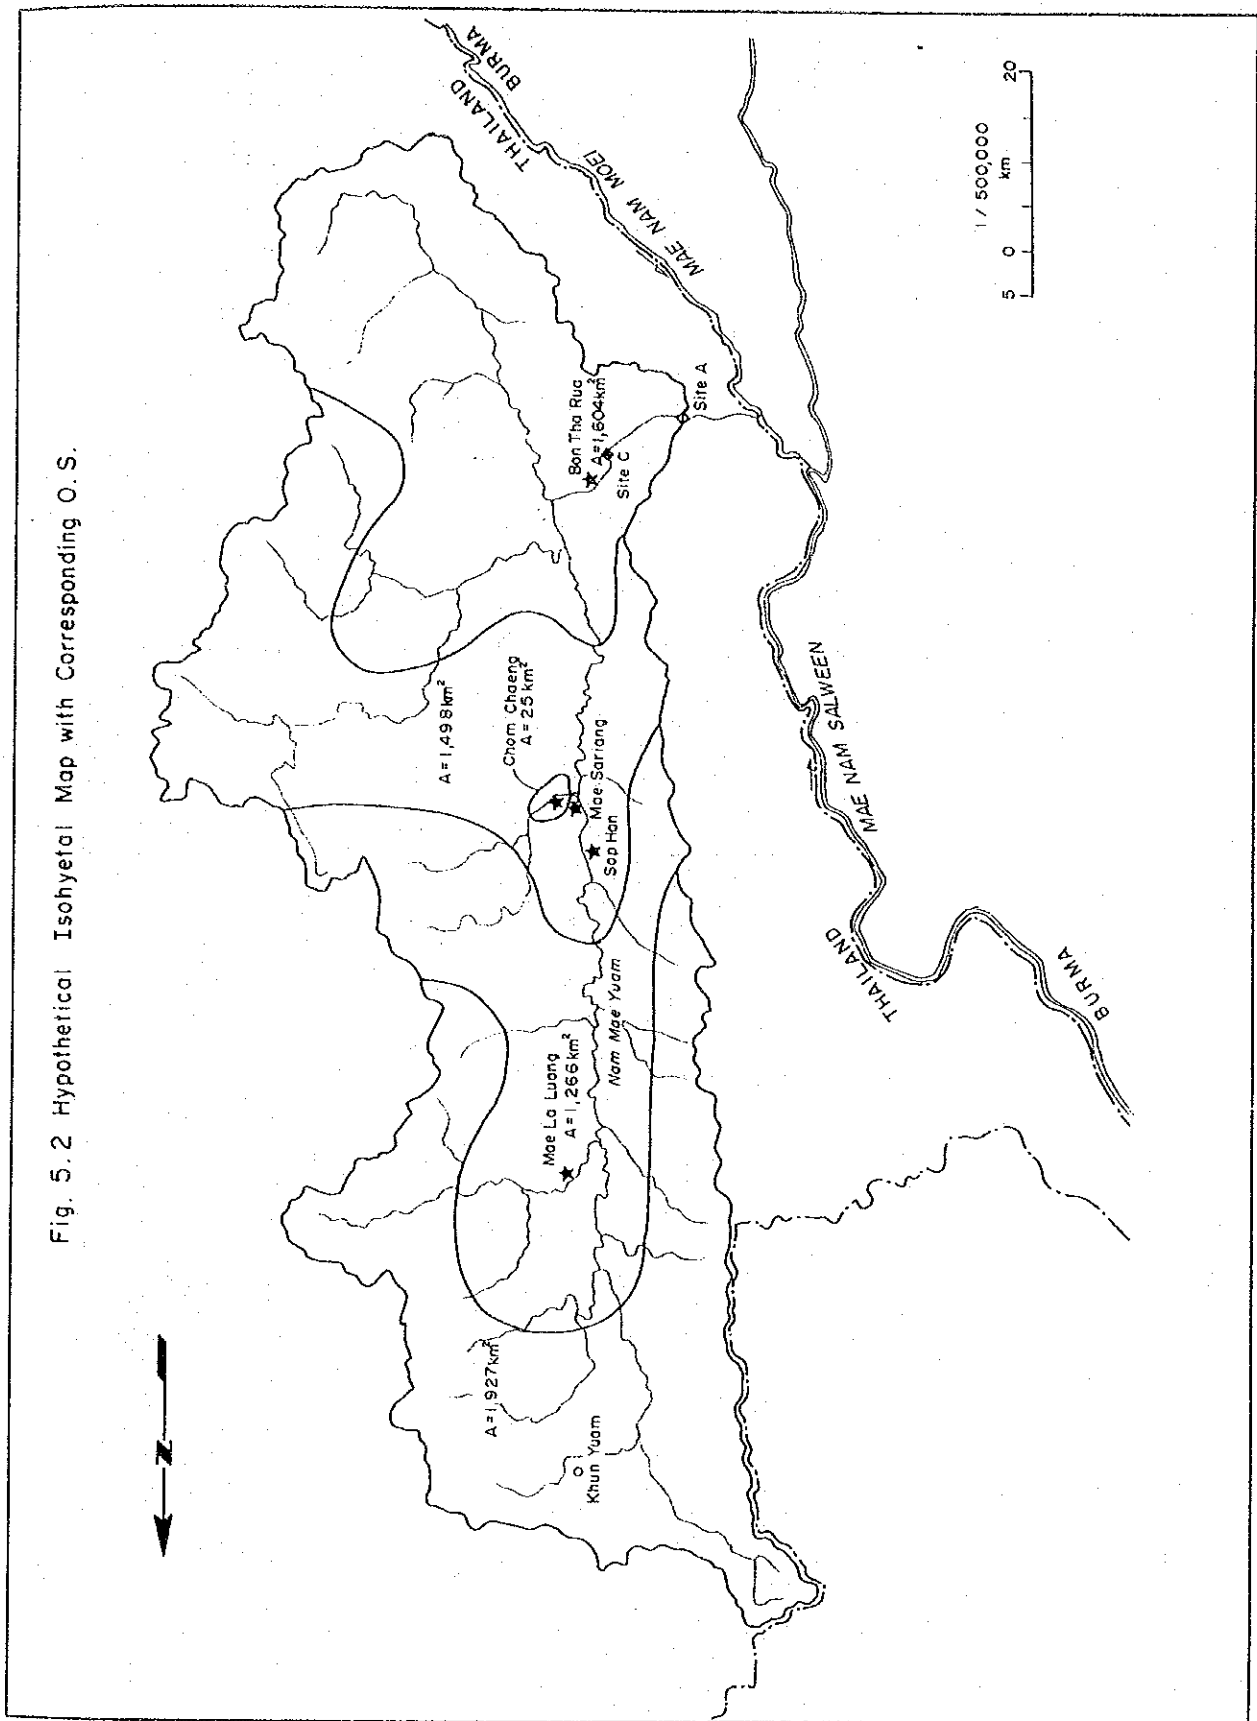 Fig. 5.2 Hypothetical Isohyetal Map with Corresponding O.S.
N
BURMA
THAILAND
MAE NAM MOEI
20
1 / 500,000
km
0
5
Ban Tha Rua
A=1,604km²
Site C
Site A
A=1,498km²
Chom Chaeng
A = 25 km²
Mae Sariang
Sop Han
MAE NAM SALWEEN
THAILAND
BURMA
Nam Mae Yuam
Mae La Luang
A=1,266km²
A=1,927km²
Khun Yuam